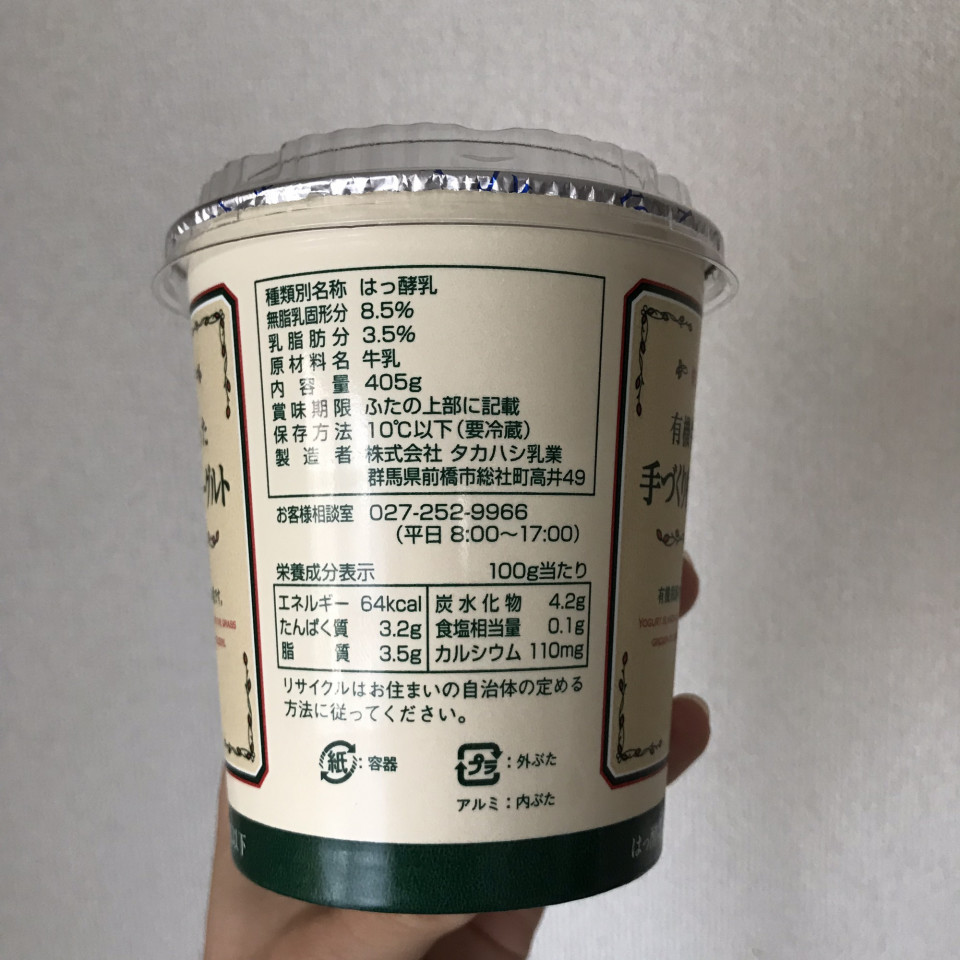 種類別名称 はっ酵乳
無脂乳固形分 8.5%
乳脂肪分 3.5%
原材料名 牛乳
内容量 405g
賞味期限 ふたの上部に記載
保存方法 10℃以下(要冷蔵)
製造者 株式会社 タカハシ乳業
群馬県前橋市総社町高井49
お客様相談室 027-252-9966
(平日 8:00〜17:00)
栄養成分表示 100g当たり
エネルギー 64kcal 炭水化物 4.2g
たんぱく質 3.2g 食塩相当量 0.1g
脂質 3.5g カルシウム 110mg
リサイクルはお住まいの自治体の定める
方法に従ってください。
紙:容器 プラ:外ぶた
アルミ:内ぶた
有機
手づくり